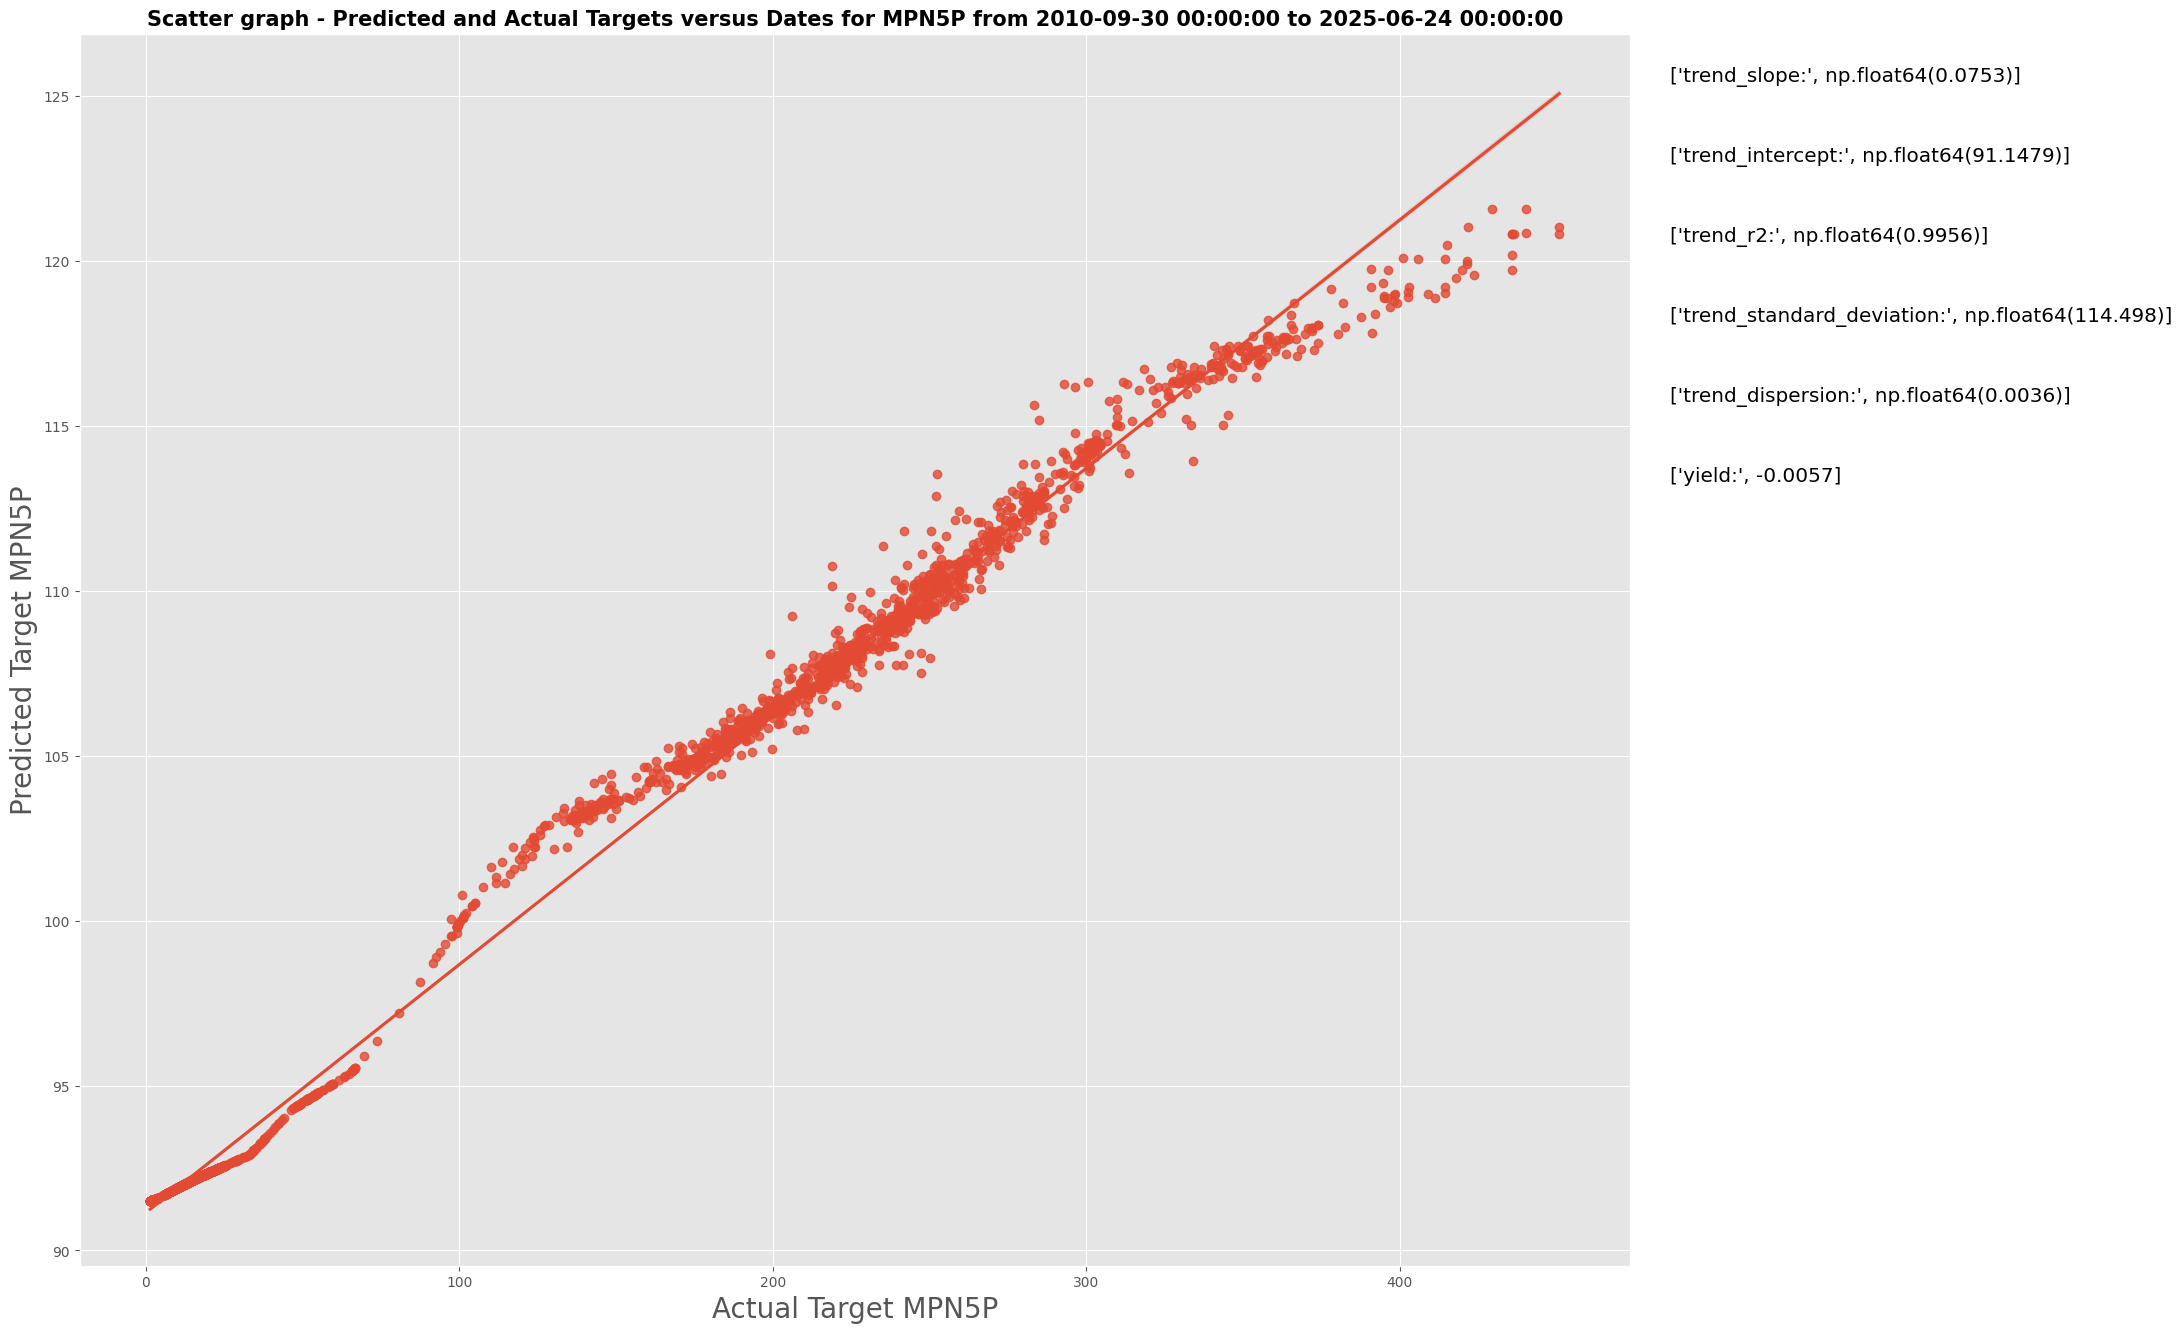 Scatter graph - Predicted and Actual Targets versus Dates for MPN5P from 2010-09-30 00:00:00 to 2025-06-24 00:00:00
['trend_slope:', np.float64(0.0753)]
['trend_intercept:', np.float64(91.1479)]
['trend_r2:', np.float64(0.9956)]
['trend_standard_deviation:', np.float64(114.498)]
['trend_dispersion:', np.float64(0.0036)]
['yield:', -0.0057]
Predicted Target MPN5P
125
120
115
110
105
100
95
90
0
100
200
300
400
Actual Target MPN5P